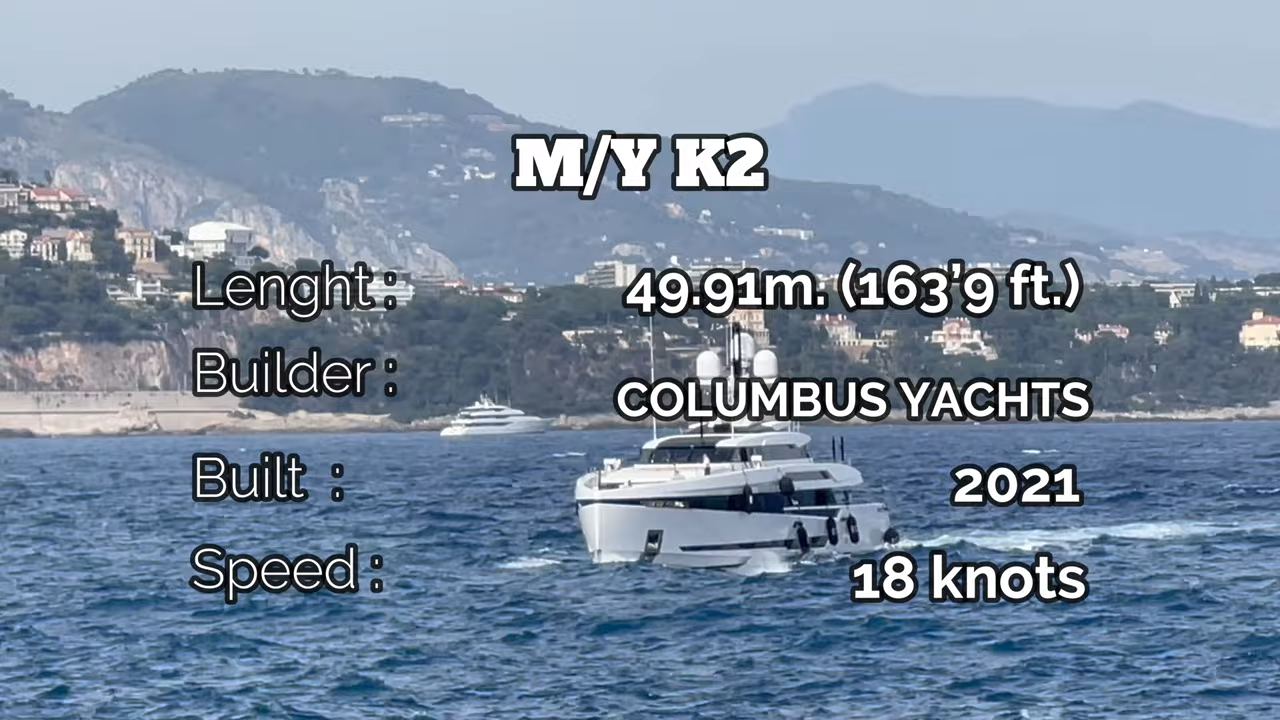 M/Y K2
Lenght : 49.91m. (163’9 ft.)
Builder : COLUMBUS YACHTS
Built : 2021
Speed : 18 knots